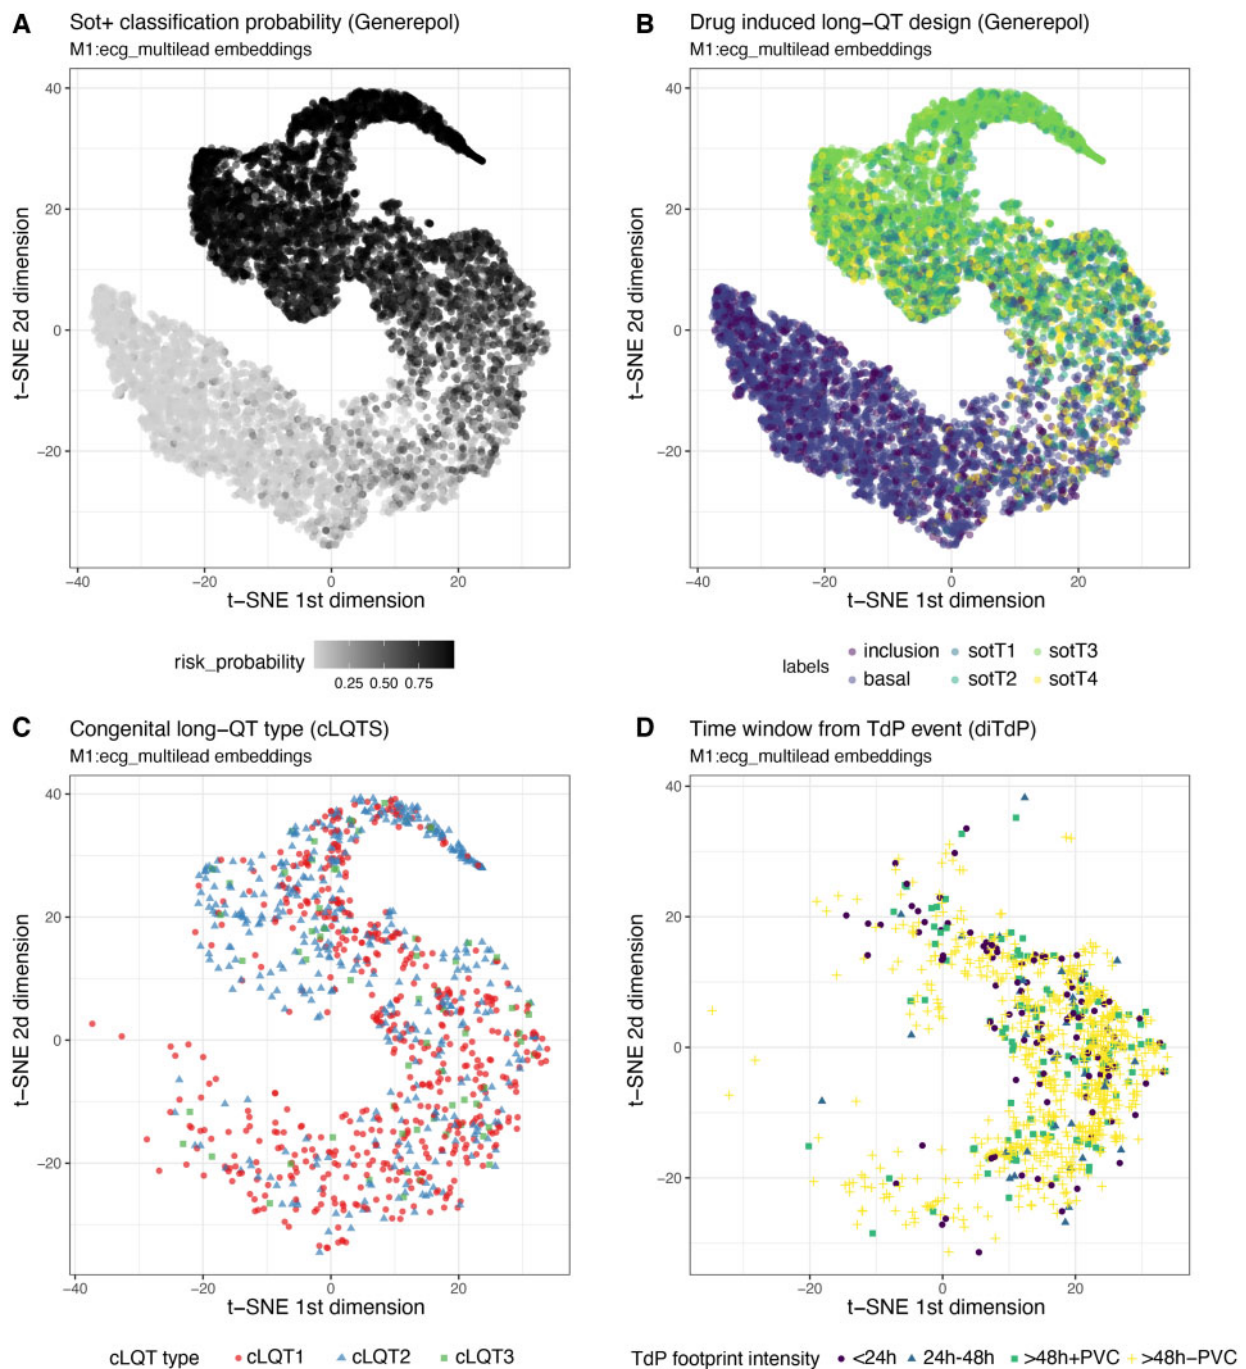 A Sot+ classification probability (Generepol)
M1:ecg_multilead embeddings
40
20
0
−20
t−SNE 2d dimension
−40 −20 0 20
t−SNE 1st dimension
risk_probability
0.25 0.50 0.75
B Drug induced long−QT design (Generepol)
M1:ecg_multilead embeddings
40
20
0
−20
t−SNE 2d dimension
−40 −20 0 20
t−SNE 1st dimension
labels
inclusion sotT1 sotT3
basal sotT2 sotT4
C Congenital long−QT type (cLQTS)
M1:ecg_multilead embeddings
40
20
0
−20
t−SNE 2d dimension
−40 −20 0 20
t−SNE 1st dimension
cLQT type cLQT1 cLQT2 cLQT3
D Time window from TdP event (diTdP)
M1:ecg_multilead embeddings
40
20
0
−20
t−SNE 2d dimension
−20 0 20
t−SNE 1st dimension
TdP footprint intensity <24h 24h-48h >48h+PVC >48h−PVC